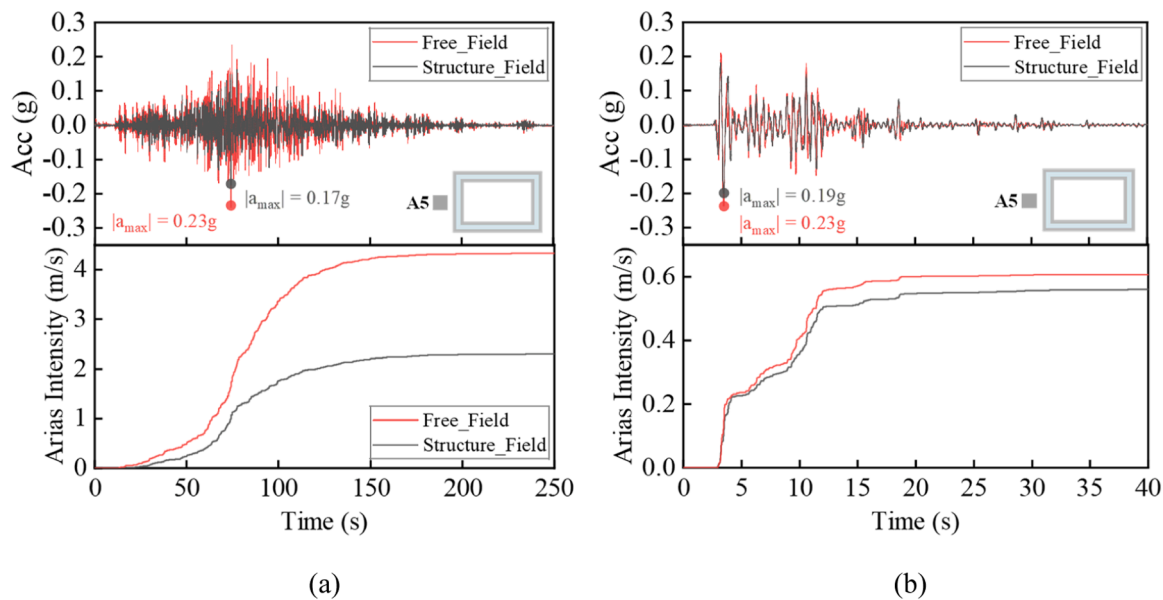 0.3
0.2
0.1
0.0
-0.1
-0.2
-0.3
Acc (g)
Free_Field
Structure_Field
|amax| = 0.17g
|amax| = 0.23g
A5
4
3
2
1
0
Arias Intensity (m/s)
Free_Field
Structure_Field
0 50 100 150 200 250
Time (s)
(a)
0.3
0.2
0.1
0.0
-0.1
-0.2
-0.3
Acc (g)
Free_Field
Structure_Field
|amax| = 0.19g
|amax| = 0.23g
A5
0.6
0.4
0.2
0.0
Arias Intensity (m/s)
0 5 10 15 20 25 30 35 40
Time (s)
(b)